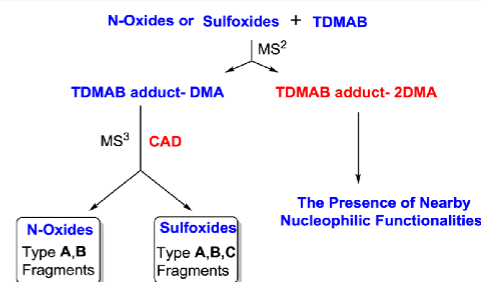 N-Oxides or Sulfoxides + TDMAB
MS²
TDMAB adduct- DMA
TDMAB adduct- 2DMA
MS³ CAD
The Presence of Nearby
Nucleophilic Functionalities
N-Oxides
Type A,B
Fragments
Sulfoxides
Type A,B,C
Fragments